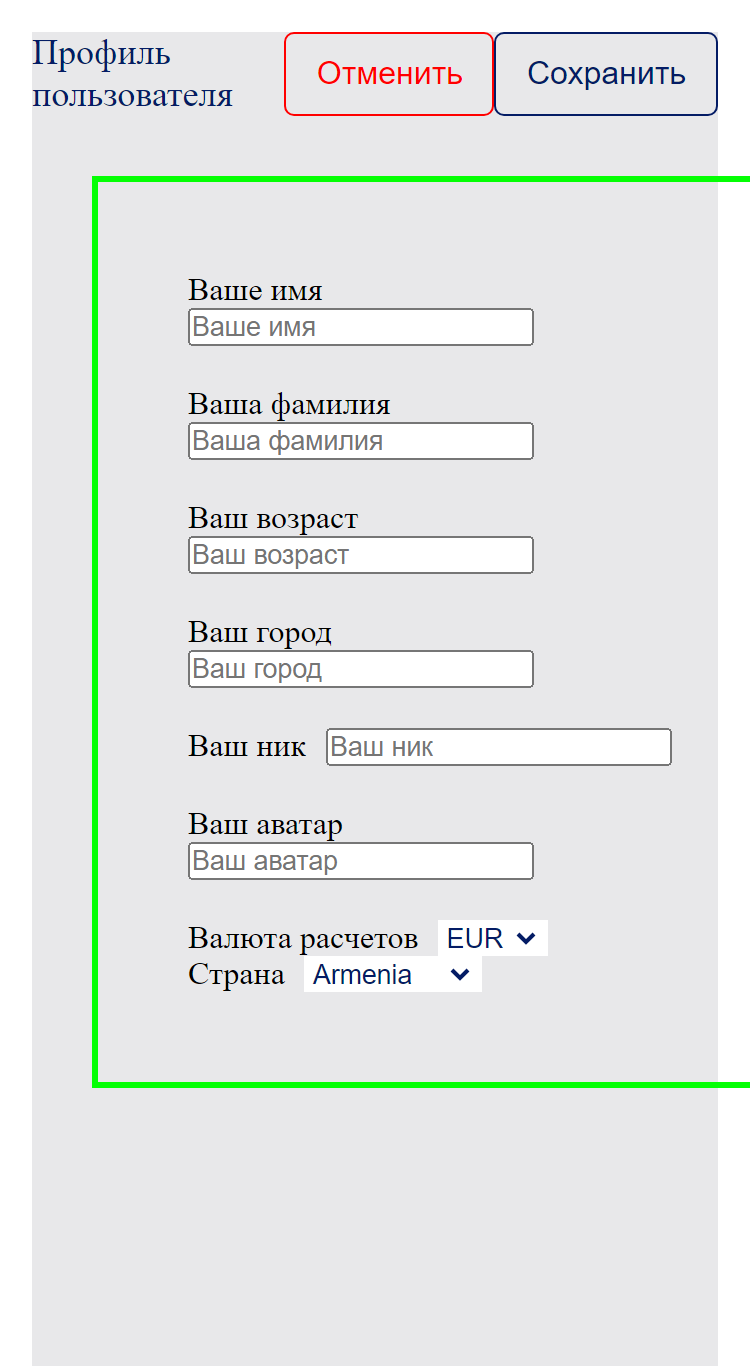 Профиль
пользователя
Отменить
Сохранить
Ваше имя
Ваше имя
Ваша фамилия
Ваша фамилия
Ваш возраст
Ваш возраст
Ваш город
Ваш город
Ваш ник Ваш ник
Ваш аватар
Ваш аватар
Валюта расчетов EUR
Страна Armenia